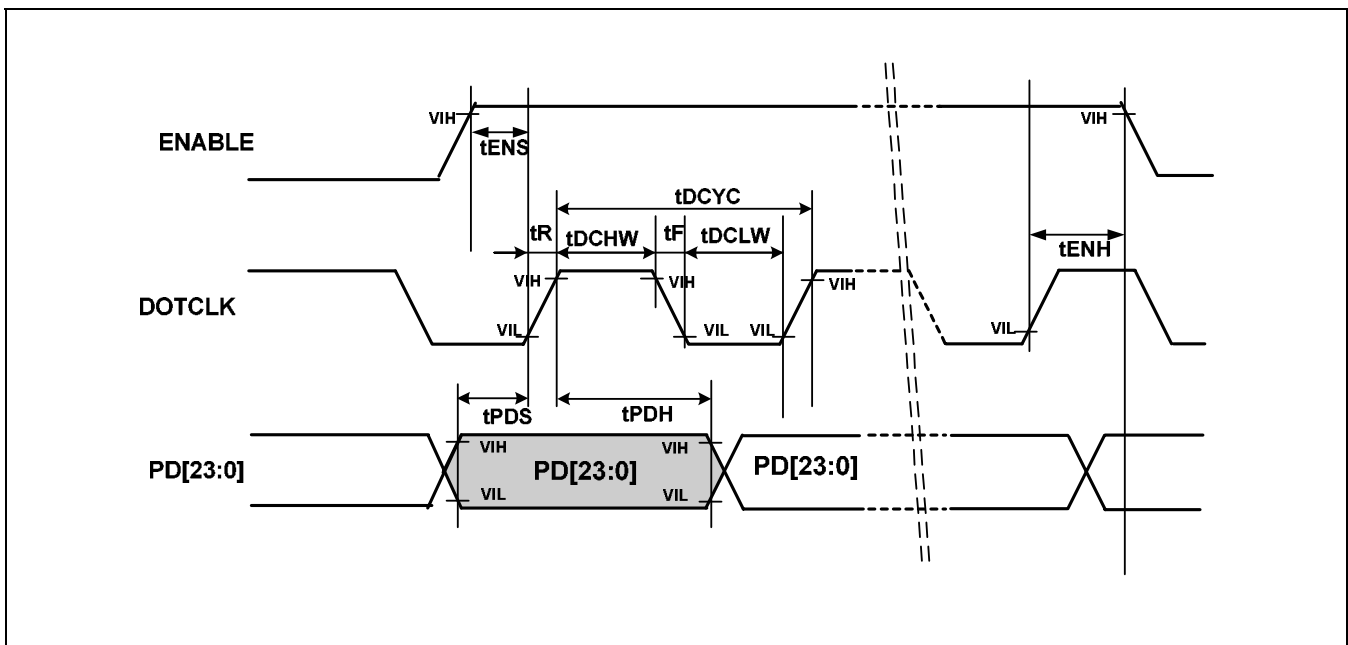 VIH
VIH
ENABLE
tENS
tDCYC
tR
tDCHW
tF
tDCLW
tENH
VIH
VIH
VIH
DOTCLK
VIL
VIL
VIL
VIL
tPDS
tPDH
VIH
VIH
PD[23:0]
PD[23:0]
PD[23:0]
VIL
VIL